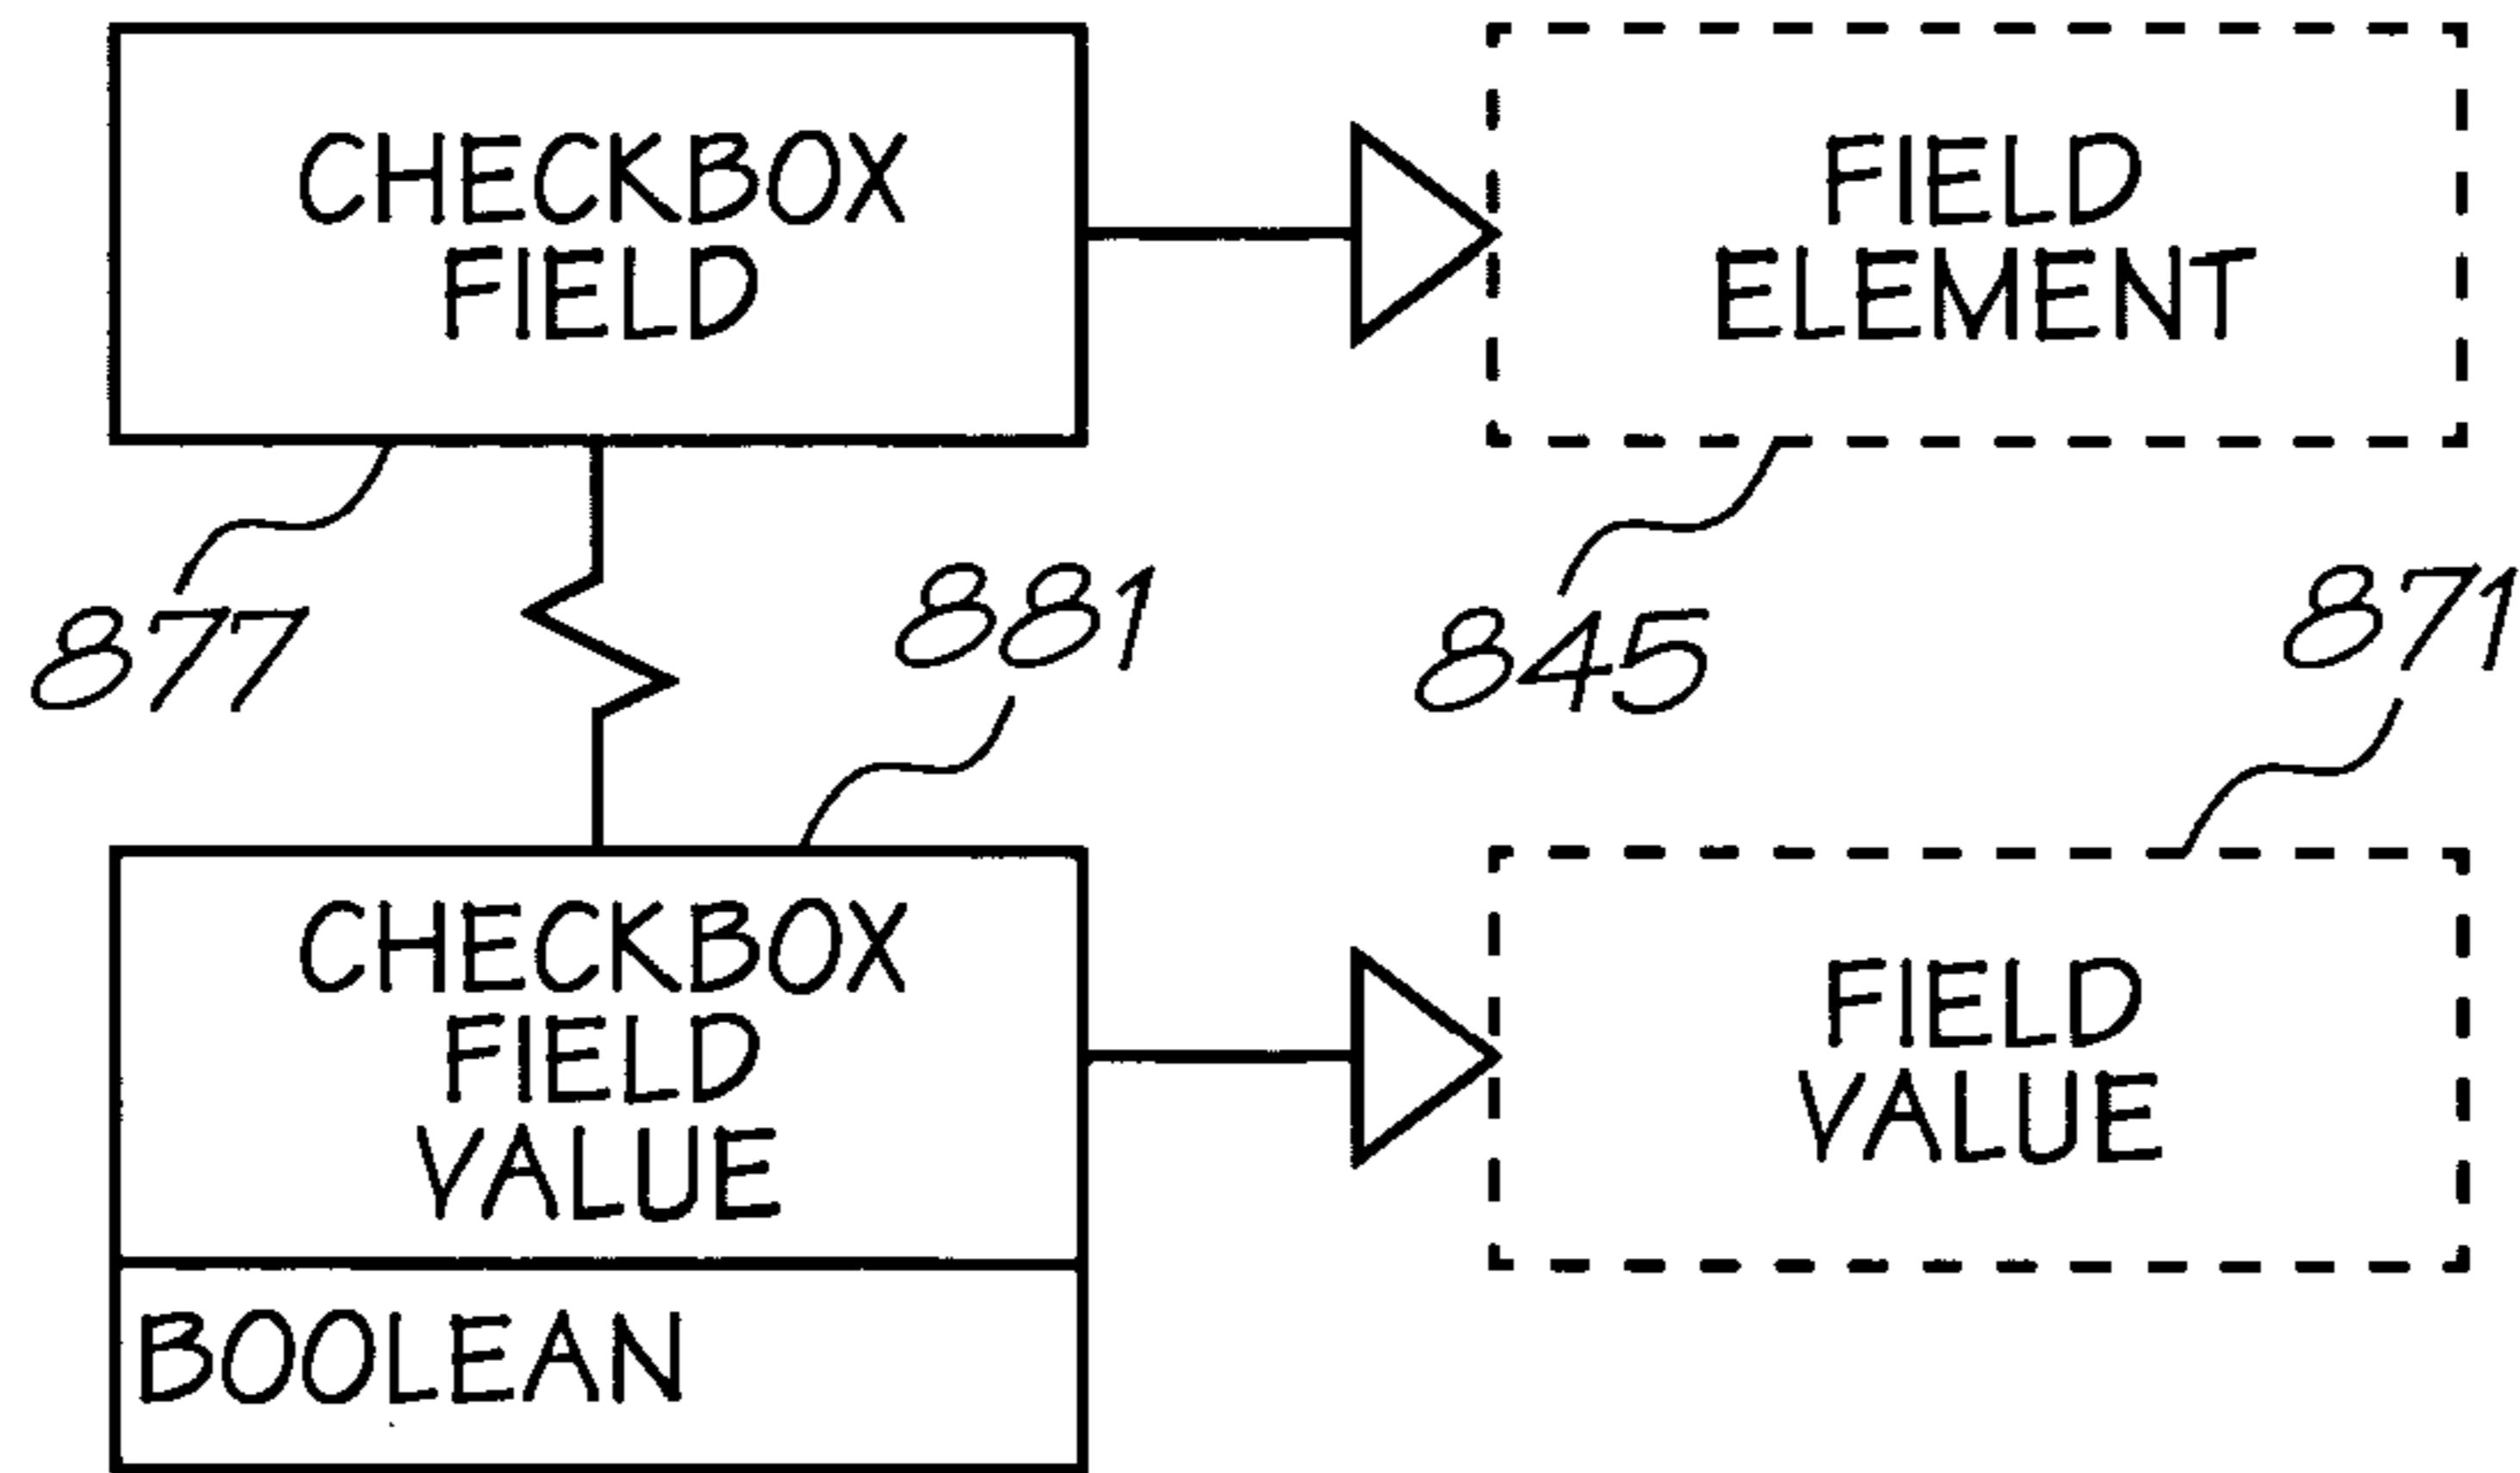 CHECKBOX
FIELD
FIELD
ELEMENT
877
881
845
871
CHECKBOX
FIELD
VALUE
FIELD
VALUE
BOOLEAN